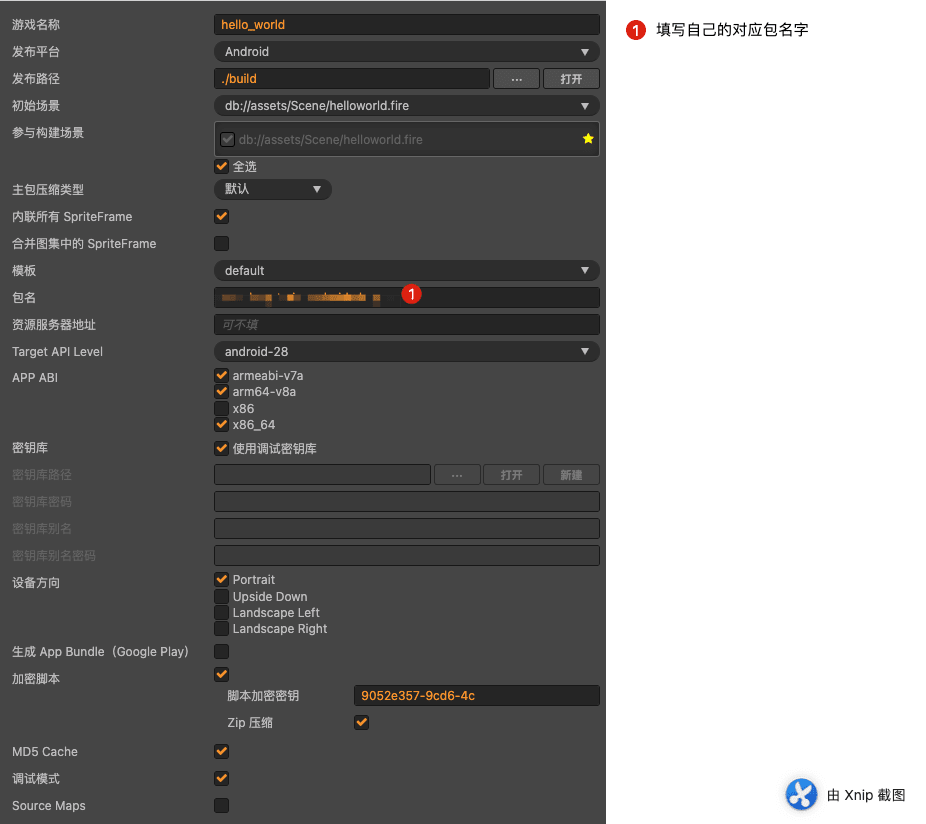 游戏名称 hello_world
1 填写自己的对应包名字
发布平台 Android
发布路径 ./build ... 打开
初始场景 db://assets/Scene/helloworld.fire
参与构建场景 db://assets/Scene/helloworld.fire
全选
主包压缩类型 默认
内联所有 SpriteFrame
合并图集中的 SpriteFrame
模板 default
包名 1
资源服务器地址 可不填
Target API Level android-28
APP ABI armeabi-v7a
arm64-v8a
x86
x86_64
密钥库 使用调试密钥库
密钥库路径 ... 打开 新建
密钥库密码
密钥库别名
密钥库别名密码
设备方向 Portrait
Upside Down
Landscape Left
Landscape Right
生成 App Bundle（Google Play)
加密脚本
脚本加密密钥 9052e357-9cd6-4c
Zip 压缩
MD5 Cache
调试模式
Source Maps
由 Xnip 截图